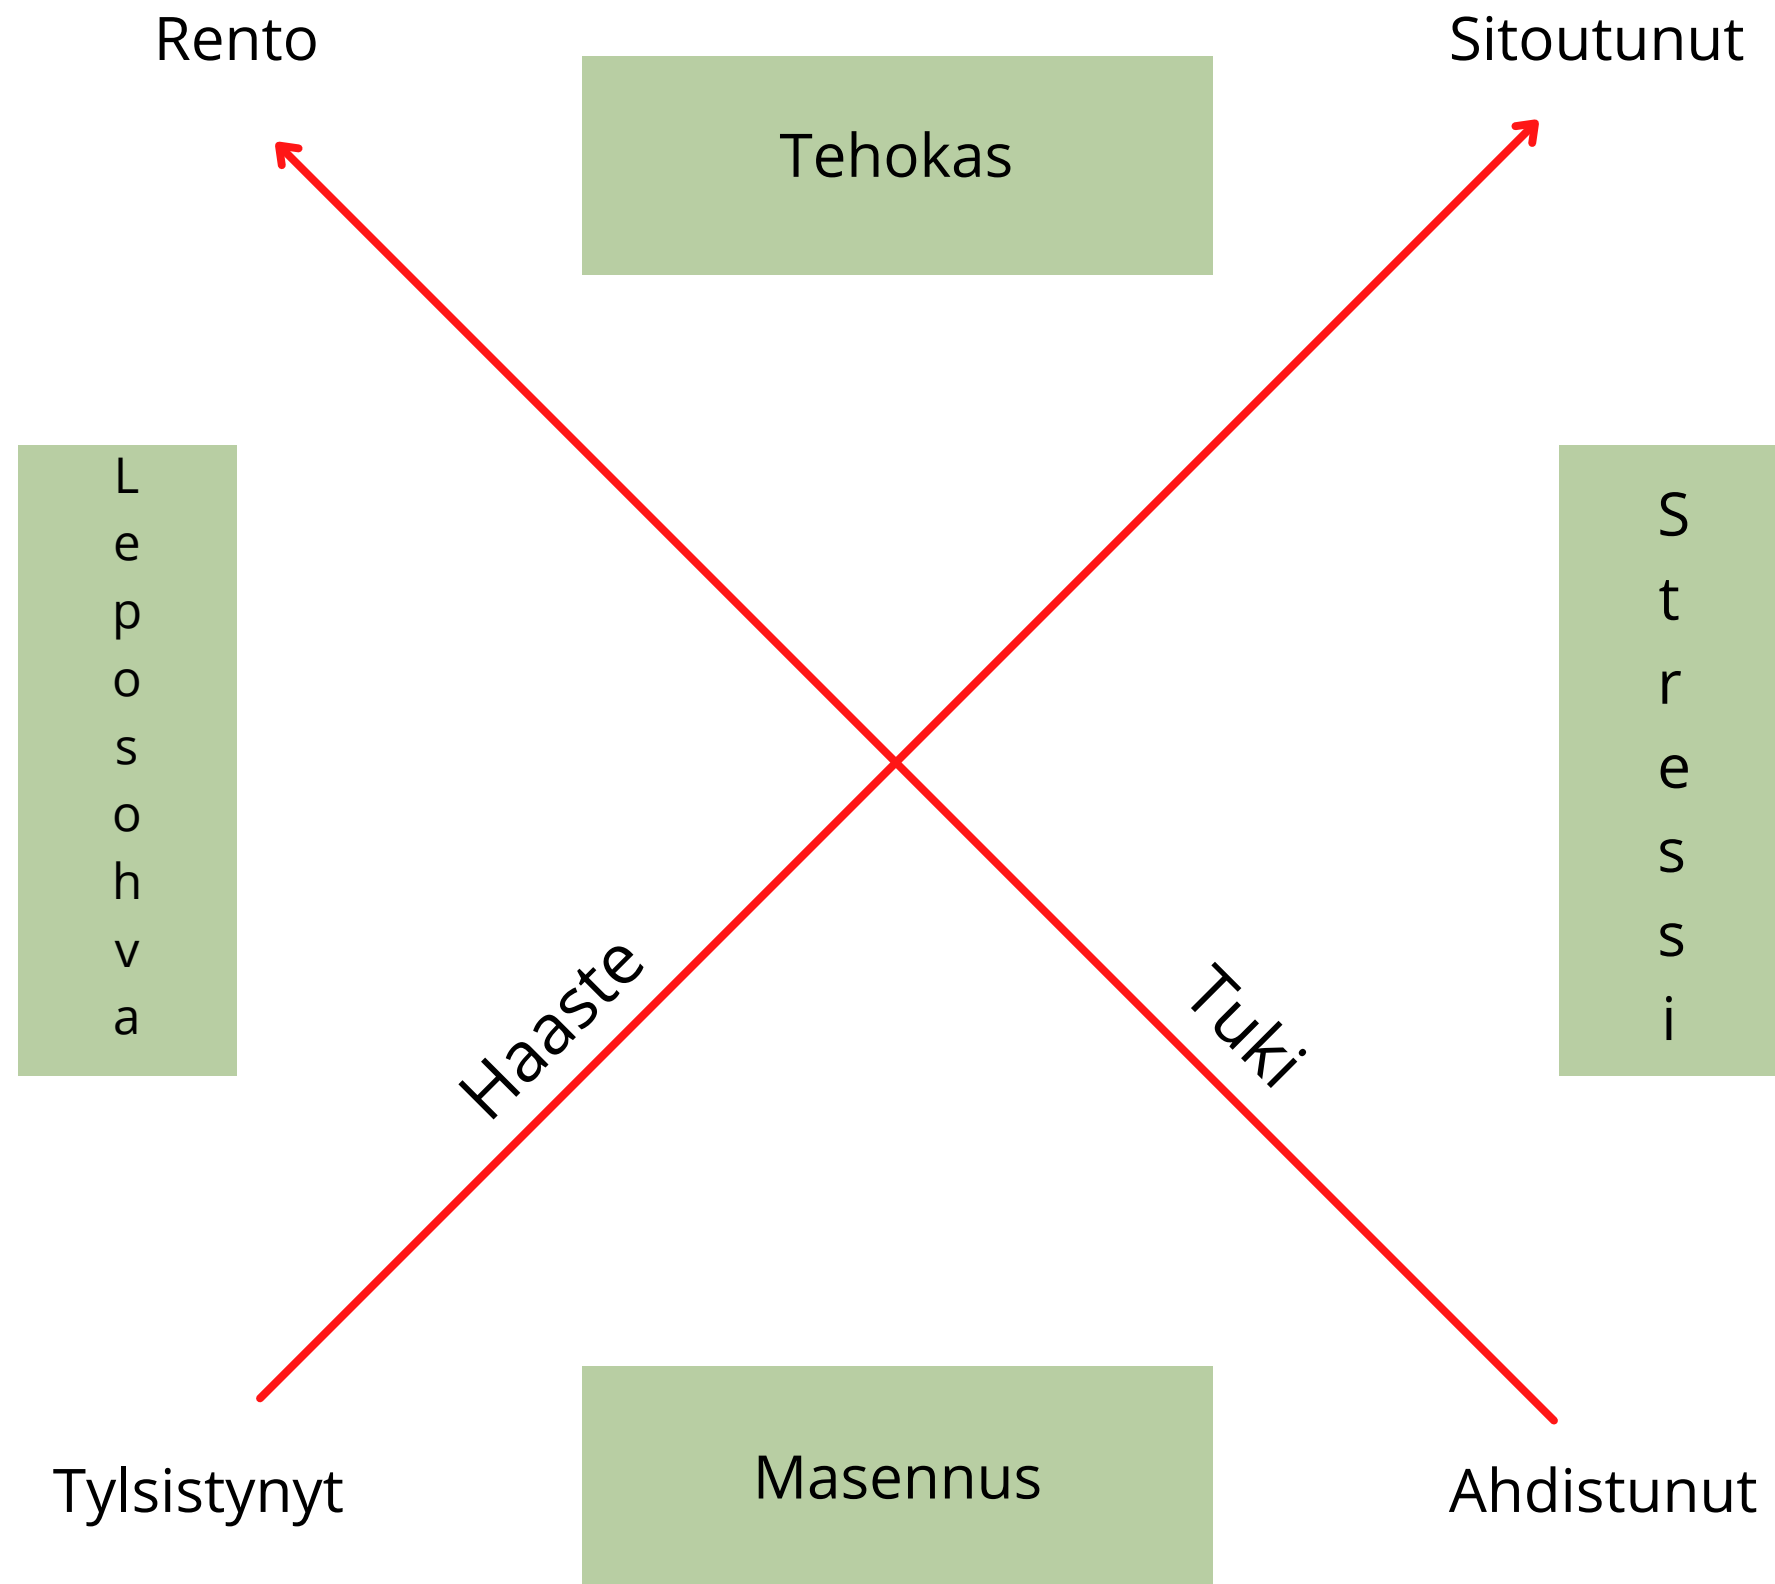 Rento
Sitoutunut
Tehokas
Leposohva
Stressi
Haaste
Tuki
Tylsistynyt
Masennus
Ahdistunut